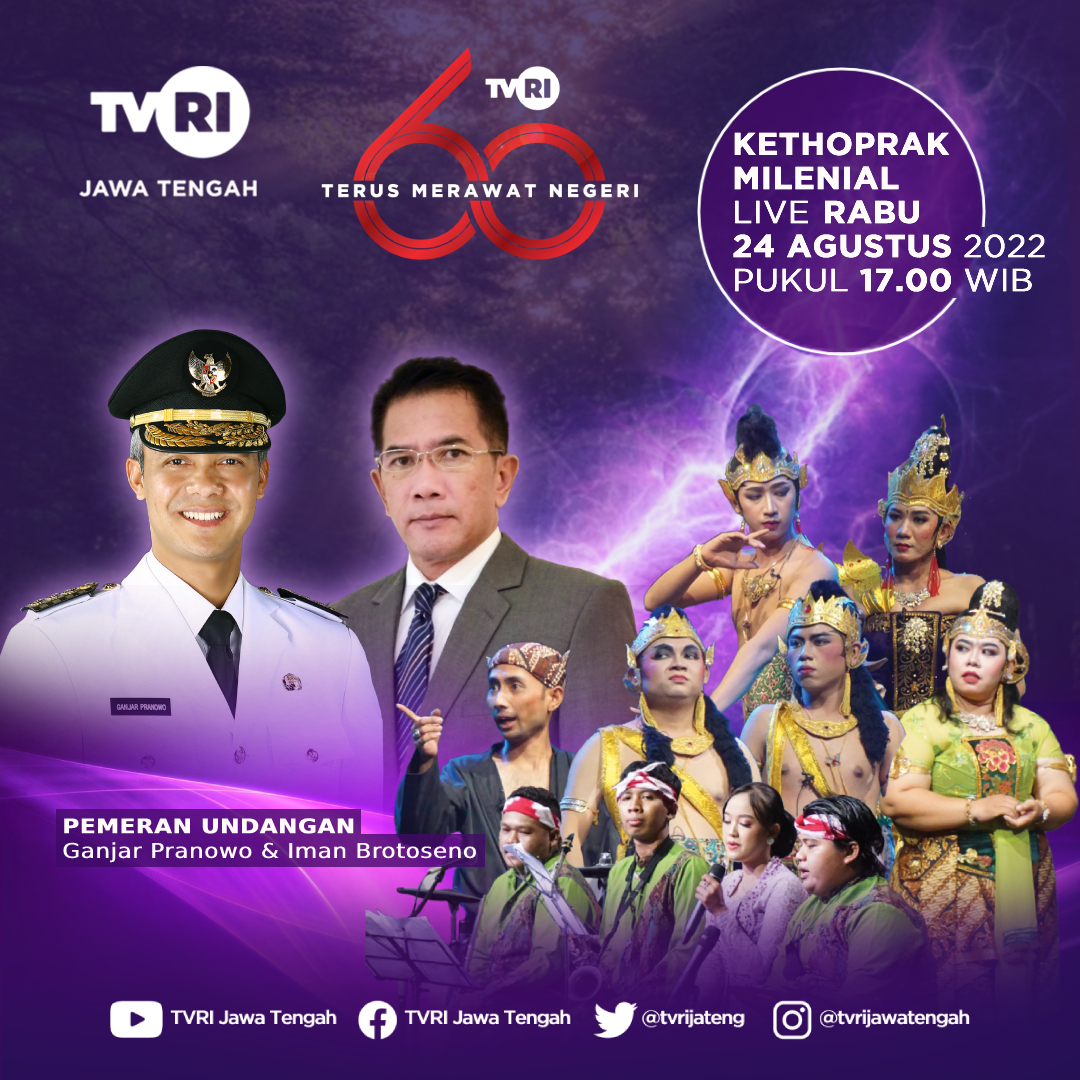 TVRI
JAWA TENGAH
TVRI
60
TERUS MERAWAT NEGERI
KETHOPRAK
MILENIAL
LIVE RABU
24 AGUSTUS 2022
PUKUL 17.00 WIB
GANJAR PRANOWO
PEMERAN UNDANGAN
Ganjar Pranowo & Iman Brotoseno
TVRI Jawa Tengah
TVRI Jawa Tengah
@tvrijateng
@tvrijawatengah